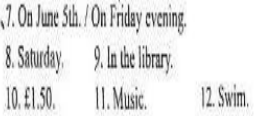 7. On June 5th. / On Friday evening.
8. Saturday. 9. In the library.
10. £1.50. 11. Music. 12. Swim.